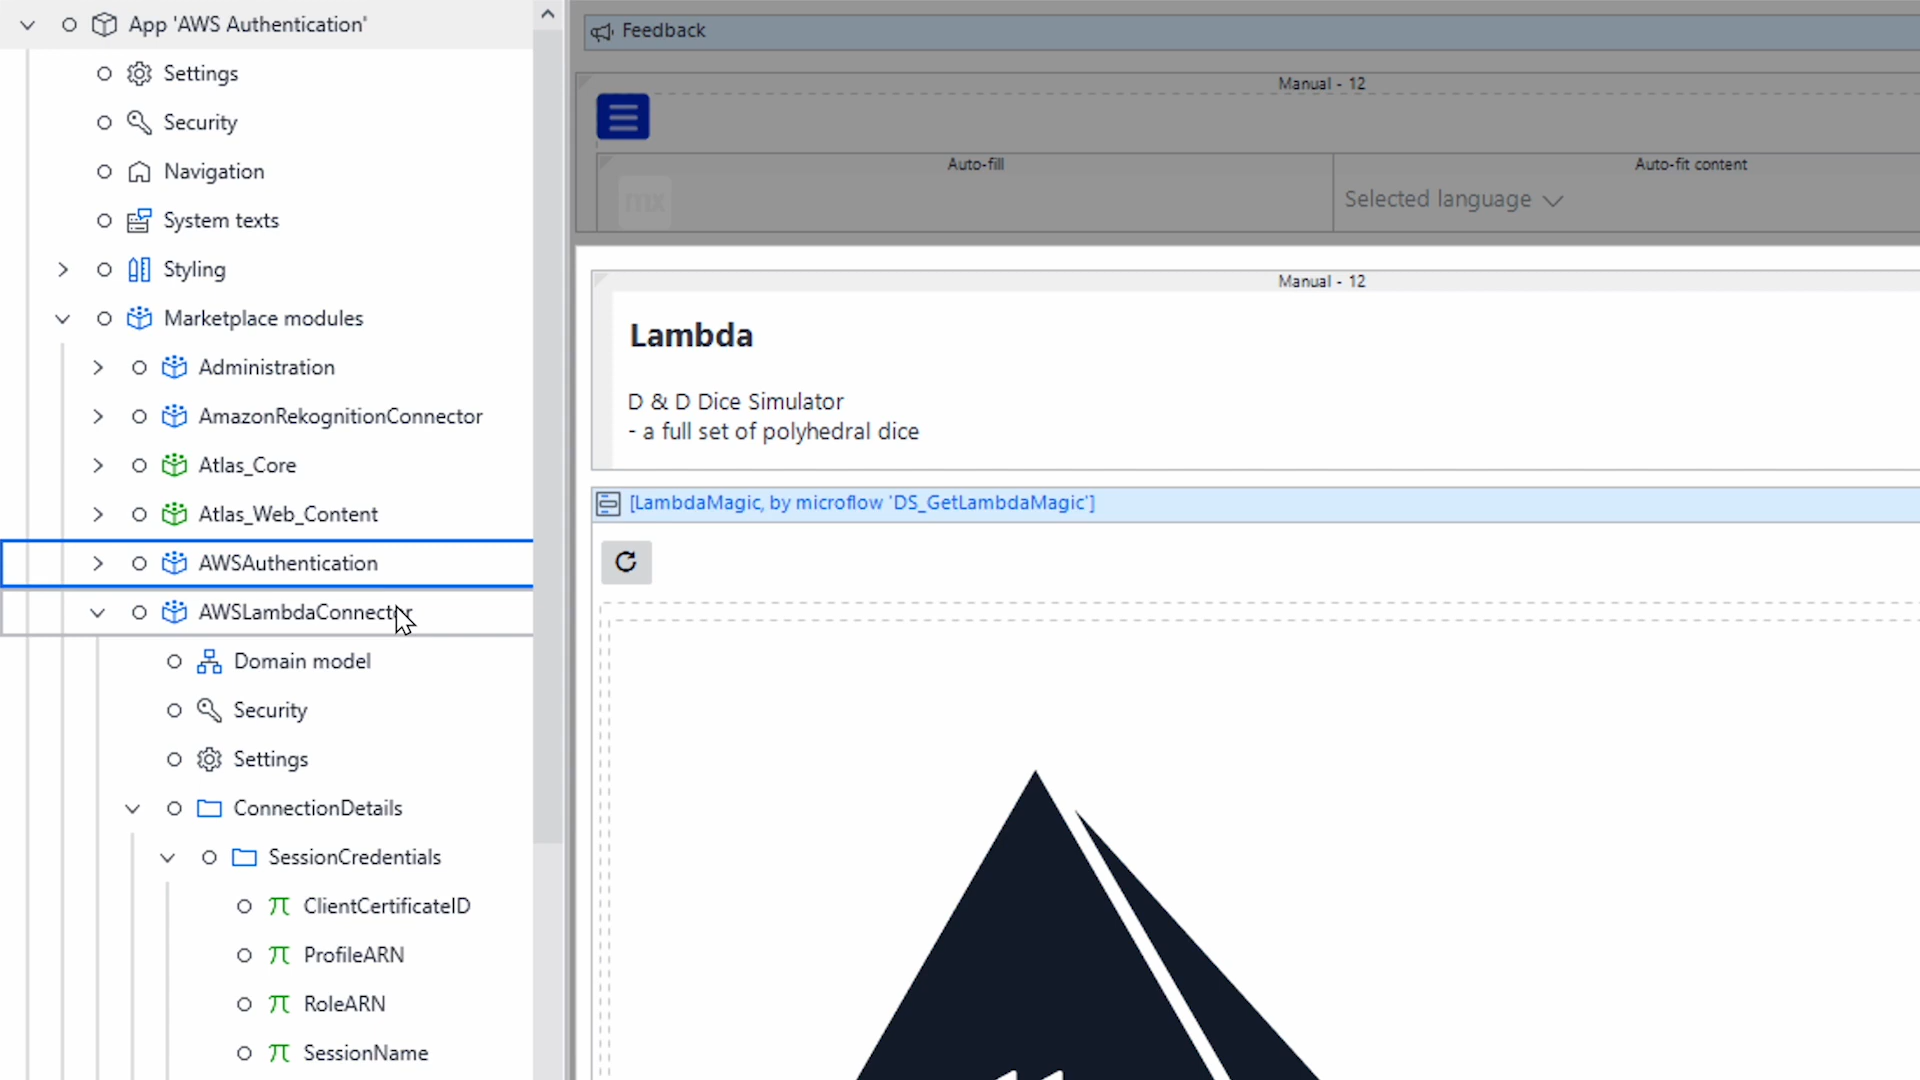 App 'AWS Authentication'
Settings
Security
Navigation
System texts
Styling
Marketplace modules
Administration
AmazonRekognitionConnector
Atlas_Core
Atlas_Web_Content
AWSAuthentication
AWSLambdaConnector
Domain model
Security
Settings
ConnectionDetails
SessionCredentials
ClientCertificateID
ProfileARN
RoleARN
SessionName
Feedback
Manual - 12
Auto-fill
Auto-fit content
mx
Selected language
Manual - 12
Lambda
D & D Dice Simulator
- a full set of polyhedral dice
[LambdaMagic, by microflow 'DS_GetLambdaMagic']